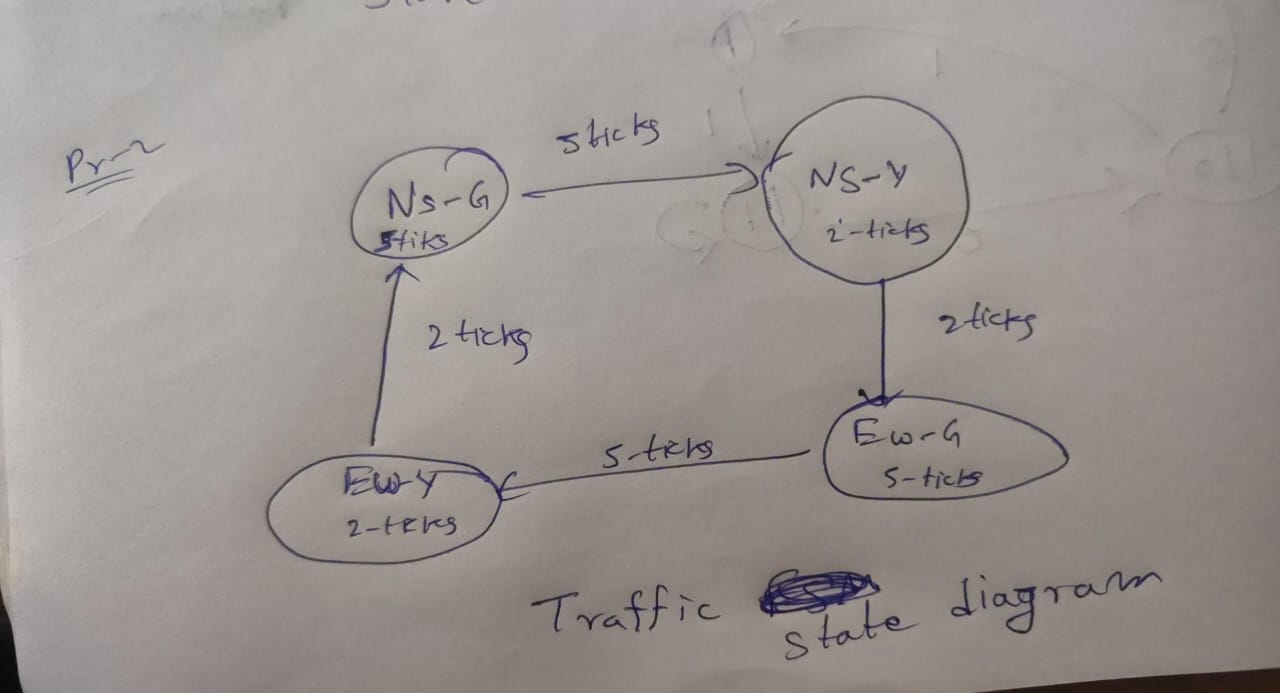 Pr-2
5ticks
NS-G
5tiks
NS-Y
2-ticks
2 ticks
2ticks
EW-G
5-ticks
5-ticks
EW-Y
2-ticks
Traffic state diagram